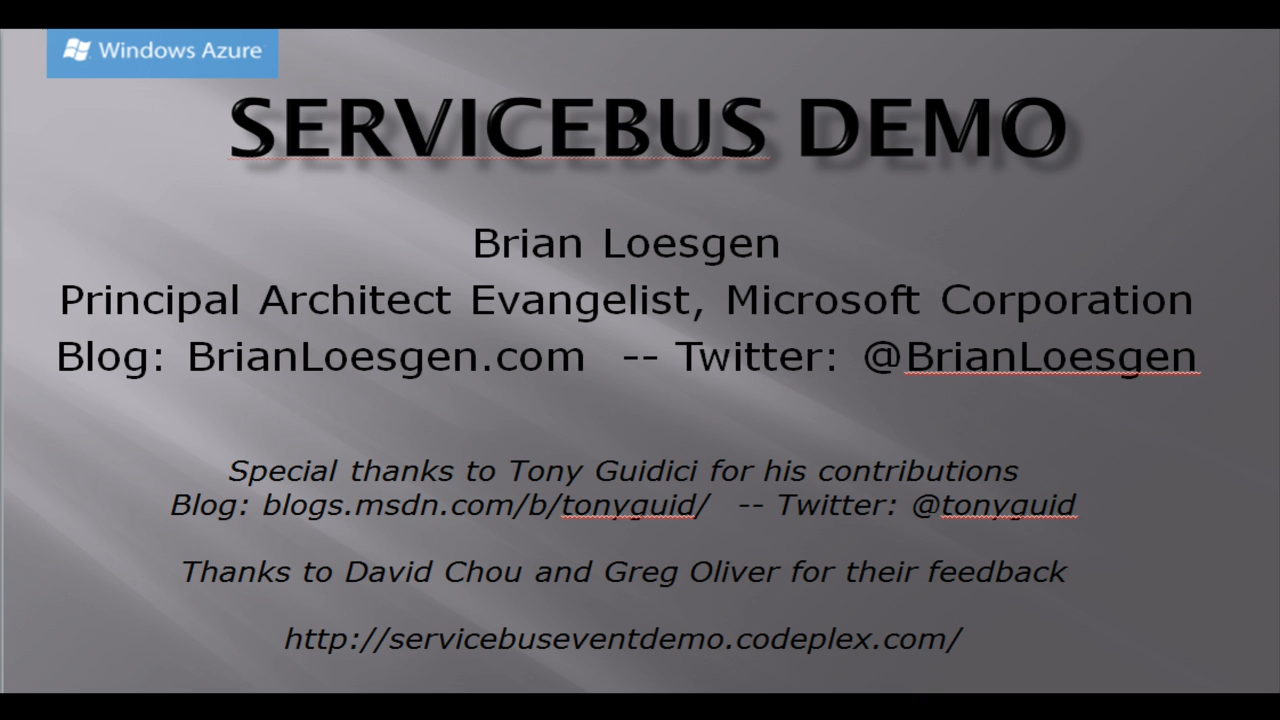 Windows Azure
SERVICEBUS DEMO
Brian Loesgen
Principal Architect Evangelist, Microsoft Corporation
Blog: BrianLoesgen.com -- Twitter: @BrianLoesgen
Special thanks to Tony Guidici for his contributions
Blog: blogs.msdn.com/b/tonyguid/ -- Twitter: @tonyguid
Thanks to David Chou and Greg Oliver for their feedback
http://servicebuseventdemo.codeplex.com/